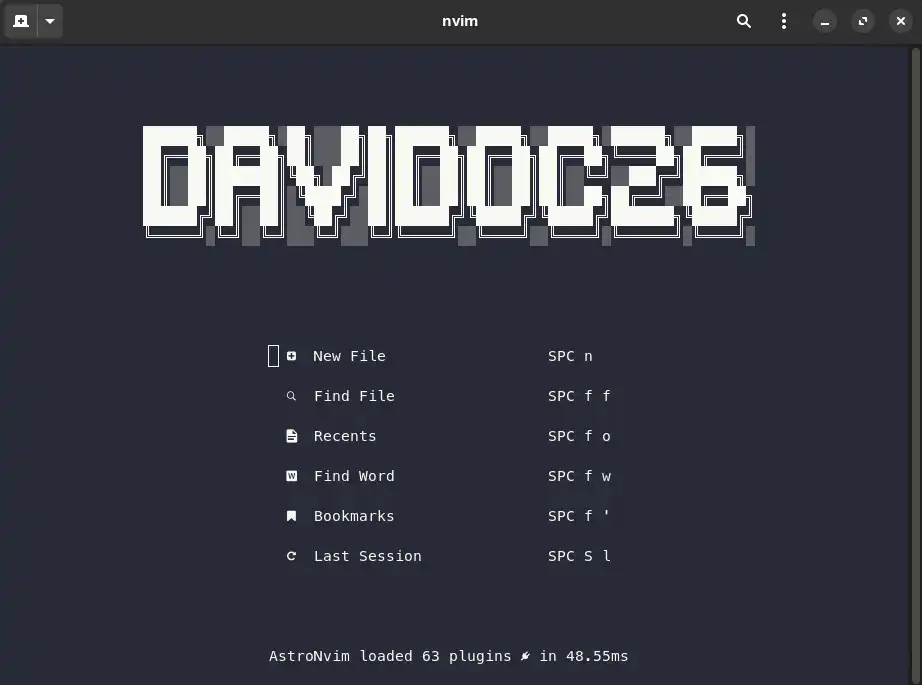 nvim
DAVIDOC26
New File SPC n
Find File SPC f f
Recents SPC f o
Find Word SPC f w
Bookmarks SPC f '
Last Session SPC S l
AstroNvim loaded 63 plugins in 48.55ms